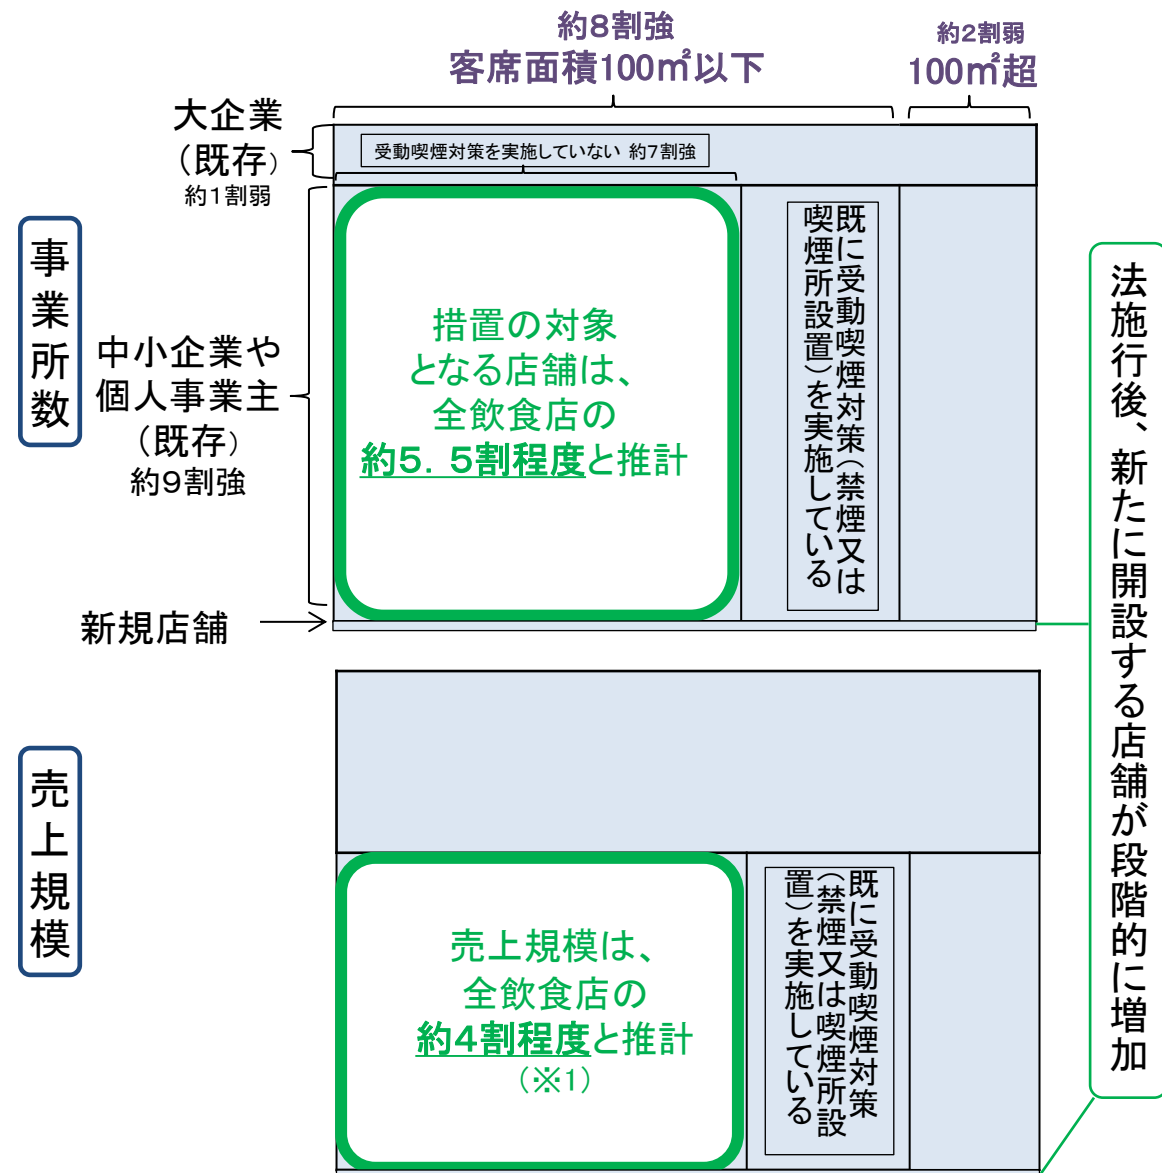 約8割強
客席面積100㎡以下
約2割弱
100㎡超
大企業
（既存）
約1割弱
受動喫煙対策を実施していない 約7割強
事業所数
中小企業や
個人事業主
（既存）
約9割強
措置の対象
となる店舗は、
全飲食店の
約5．5割程度と推計
既に受動喫煙対策（禁煙又は
喫煙所設置）を実施している
新規店舗
法施行後、新たに開設する店舗が段階的に増加
売上規模
売上規模は、
全飲食店の
約4割程度と推計
（※1）
既に受動喫煙対策
（禁煙又は喫煙所設
置）を実施している